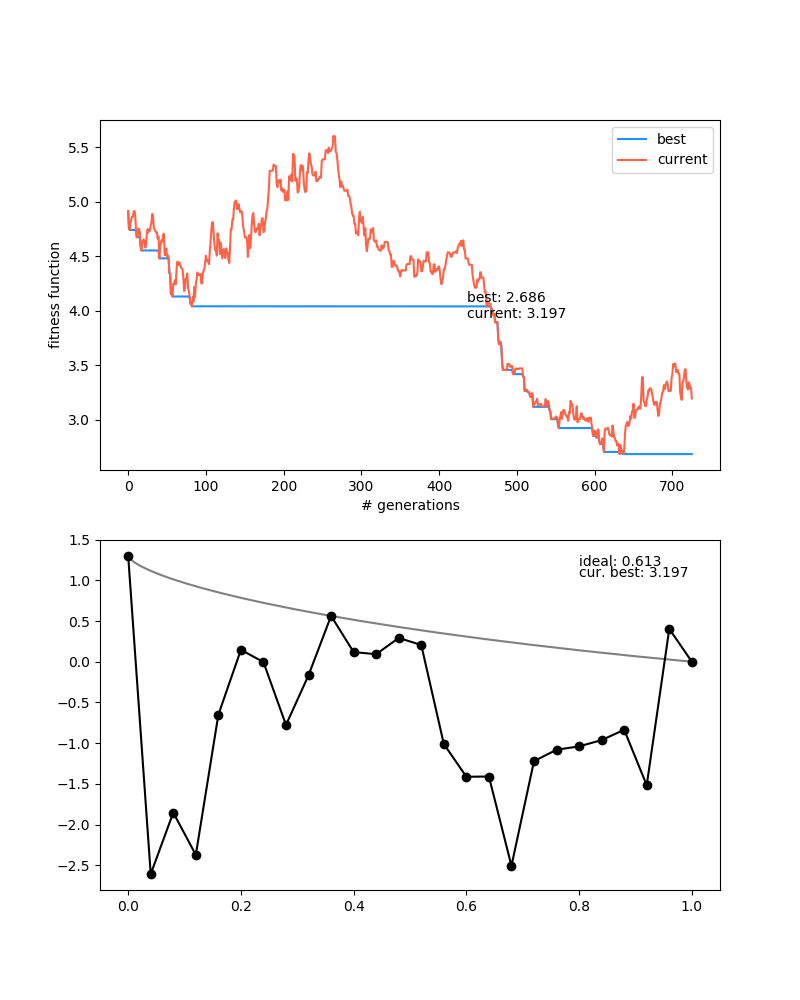 best
current
5.5
5.0
4.5
4.0
3.5
3.0
fitness function
best: 2.686
current: 3.197
0 100 200 300 400 500 600 700
# generations
1.5
1.0
0.5
0.0
−0.5
−1.0
−1.5
−2.0
−2.5
ideal: 0.613
cur. best: 3.197
0.0 0.2 0.4 0.6 0.8 1.0